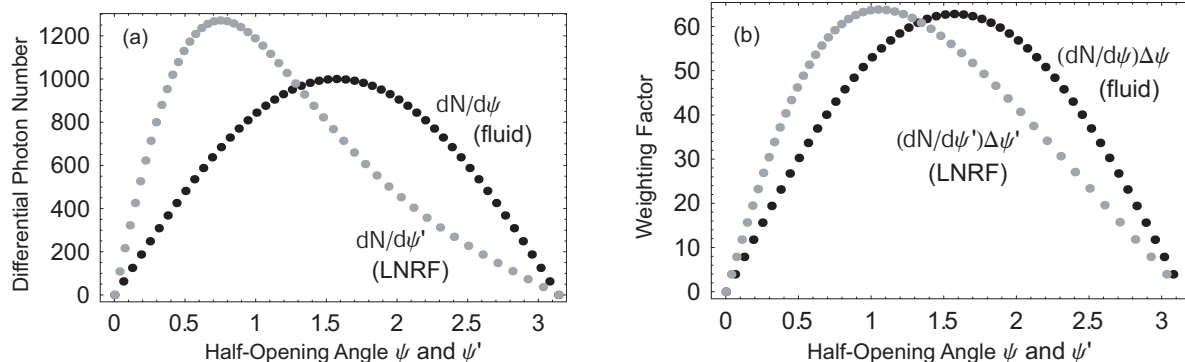 (a)
Differential Photon Number
1200
1000
800
600
400
200
0
dN/dψ
(fluid)
dN/dψ'
(LNRF)
0 0.5 1 1.5 2 2.5 3
Half-Opening Angle ψ and ψ'
(b)
Weighting Factor
60
50
40
30
20
10
0
(dN/dψ)Δψ
(fluid)
(dN/dψ')Δψ'
(LNRF)
0 0.5 1 1.5 2 2.5 3
Half-Opening Angle ψ and ψ'